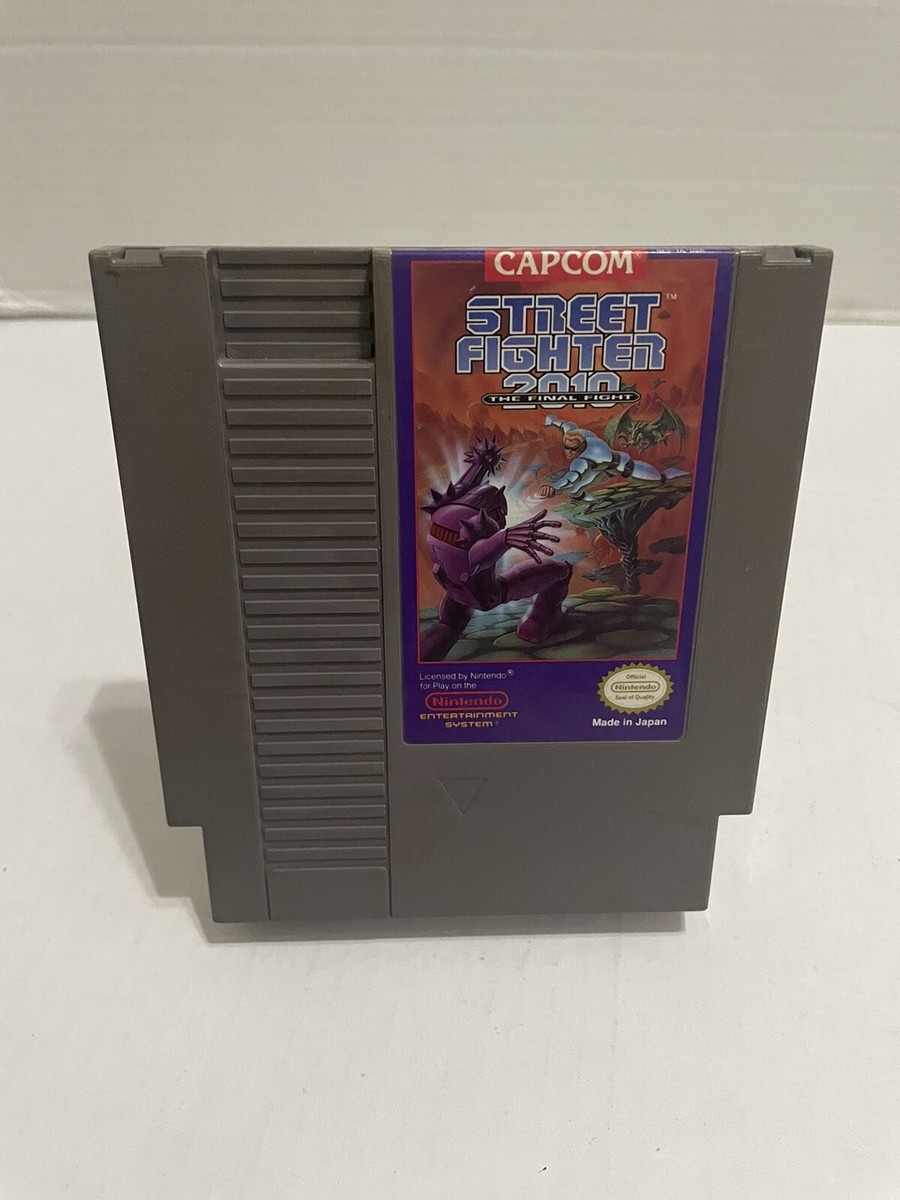 CAPCOM
STREET
FIGHTER
2010
THE FINAL FIGHT
TM
Licensed by Nintendo®
for Play on the
Nintendo
ENTERTAINMENT
SYSTEM®
Official
Nintendo
Seal of Quality
Made in Japan